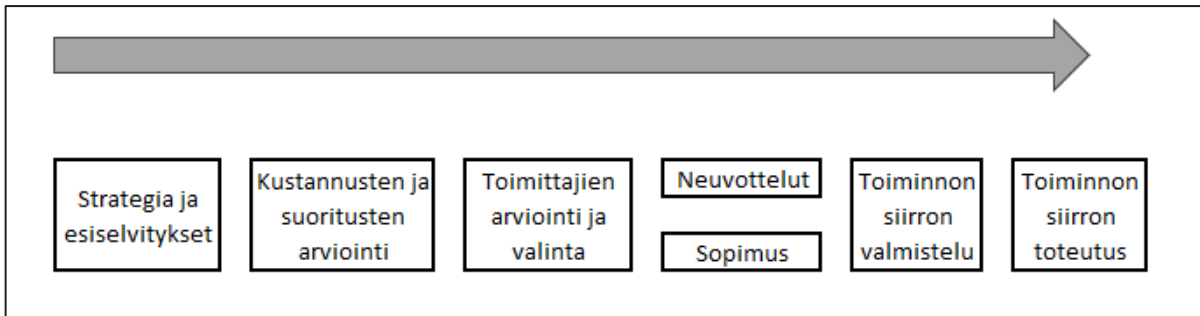 Strategia ja
esiselvitykset
Kustannusten ja
suoritusten
arviointi
Toimittajien
arviointi ja
valinta
Neuvottelut
Sopimus
Toiminnon
siirron
valmistelu
Toiminnon
siirron
toteutus